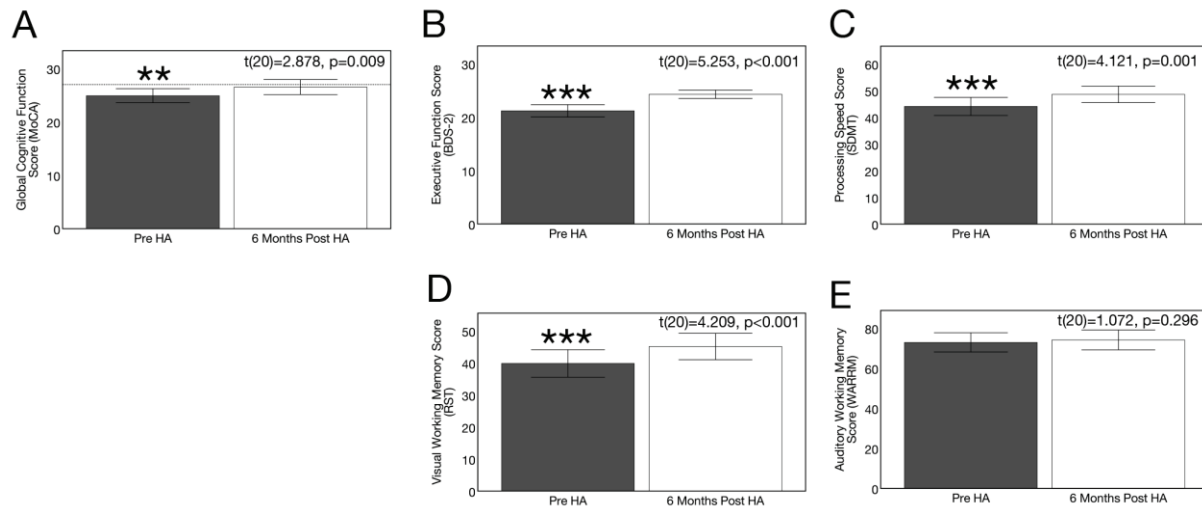 A
Global Cognitive Function
Score (MoCA)
30
20
10
0
**
t(20)=2.878, p=0.009
Pre HA
6 Months Post HA
B
Executive Function Score
(BDS-2)
30
20
10
0
***
t(20)=5.253, p<0.001
Pre HA
6 Months Post HA
C
Processing Speed Score
(SDMT)
60
50
40
30
20
10
0
***
t(20)=4.121, p=0.001
Pre HA
6 Months Post HA
D
Visual Working Memory Score
(RST)
50
40
30
20
10
0
***
t(20)=4.209, p<0.001
Pre HA
6 Months Post HA
E
Auditory Working Memory
Score (WARRM)
80
60
40
20
0
t(20)=1.072, p=0.296
Pre HA
6 Months Post HA